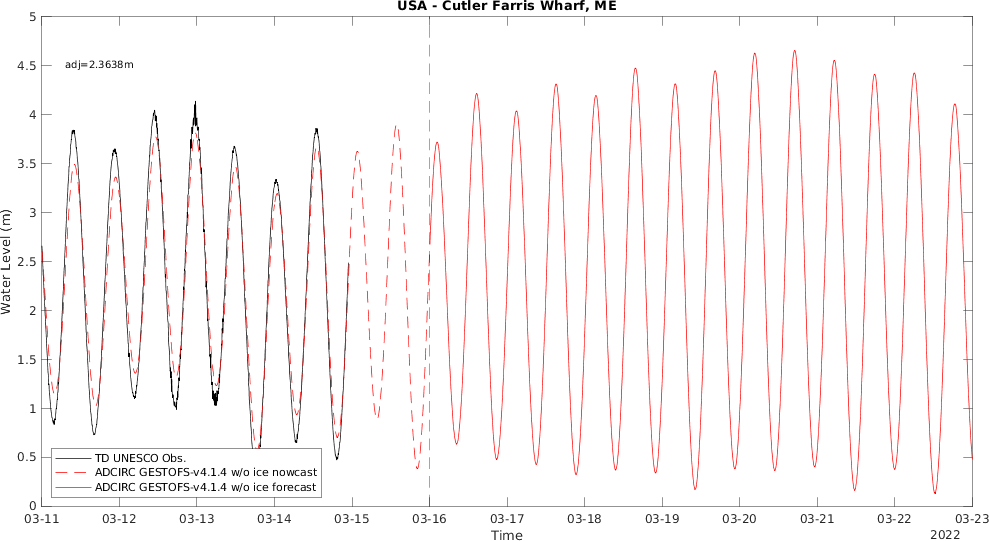 USA - Cutler Farris Wharf, ME
5
4.5
4
3.5
3
2.5
2
1.5
1
0.5
0
Water Level (m)
adj=2.3638m
TD UNESCO Obs.
ADCIRC GESTOFS-v4.1.4 w/o ice nowcast
ADCIRC GESTOFS-v4.1.4 w/o ice forecast
03-11 03-12 03-13 03-14 03-15 03-16 03-17 03-18 03-19 03-20 03-21 03-22 03-23
Time
2022